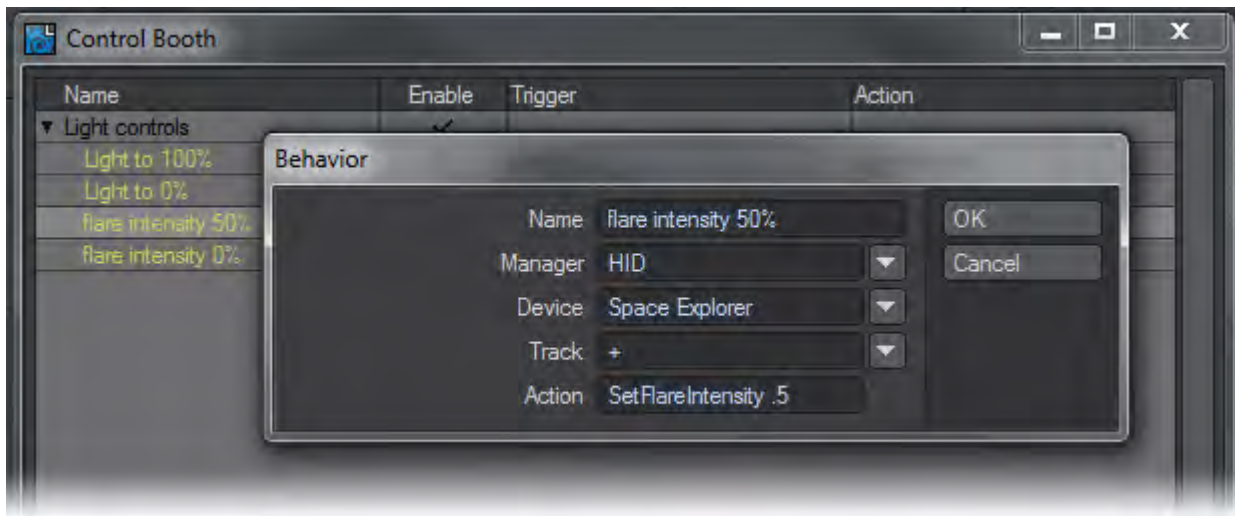 Control Booth
Name Enable Trigger Action
Light controls
Light to 100%
Light to 0%
flare intensity 50%
flare intensity 0%
Behavior
Name flare intensity 50%
OK
Manager HID
Cancel
Device Space Explorer
Track +
Action SetFlareIntensity .5